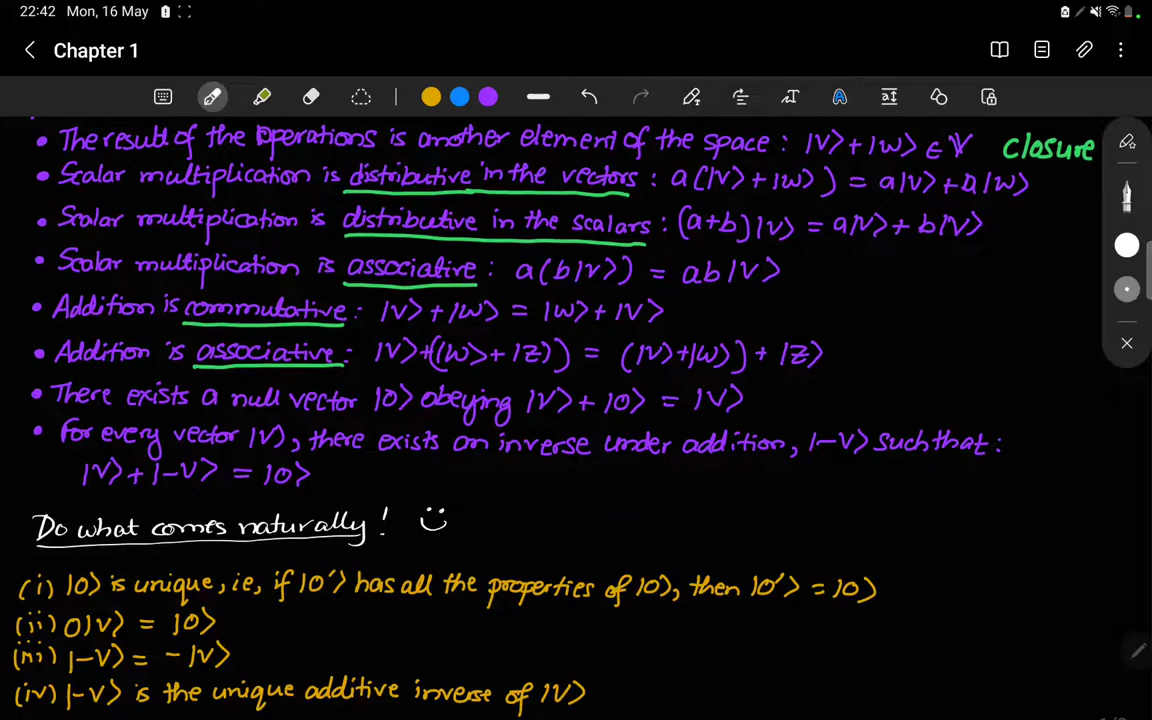 22:42 Mon, 16 May
Chapter 1
• The result of the operations is another element of the space : |V> + |W> ∈ 𝕍 closure
• Scalar multiplication is distributive in the vectors : a(|V> + |W>) = a|V> + a|W>
• Scalar multiplication is distributive in the scalars : (a+b)|V> = a|V> + b|V>
• Scalar multiplication is associative : a(b|V>) = ab|V>
• Addition is commutative : |V> + |W> = |W> + |V>
• Addition is associative : |V> + (|W> + |Z>) = (|V> + |W>) + |Z>
• There exists a null vector |0> obeying |V> + |0> = |V>
• For every vector |V>, there exists an inverse under addition, |-V> such that :
|V> + |-V> = |0>
Do what comes naturally !
(i) |0> is unique, ie, if |0'> has all the properties of |0>, then |0'> = |0>
(ii) 0|V> = |0>
(iii) |-V> = -|V>
(iv) |-V> is the unique additive inverse of |V>